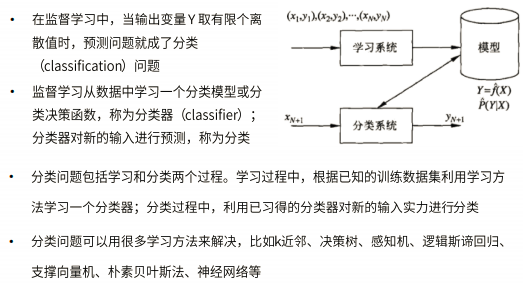 在监督学习中，当输出变量Y取有限个离
散值时，预测问题就成了分类
（classification）问题
监督学习从数据中学习一个分类模型或分
类决策函数，称为分类器（classifier）；
分类器对新的输入进行预测，称为分类
(x₁,y₁),(x₂,y₂),···,(x_N,y_N)
学习系统
模型
Y=f̂(X)
P̂(Y|X)
x_{N+1}
分类系统
y_{N+1}
分类问题包括学习和分类两个过程。学习过程中，根据已知的训练数据集利用学习方
法学习一个分类器；分类过程中，利用已习得的分类器对新的输入实力进行分类
分类问题可以用很多学习方法来解决，比如k近邻、决策树、感知机、逻辑斯谛回归、
支撑向量机、朴素贝叶斯法、神经网络等